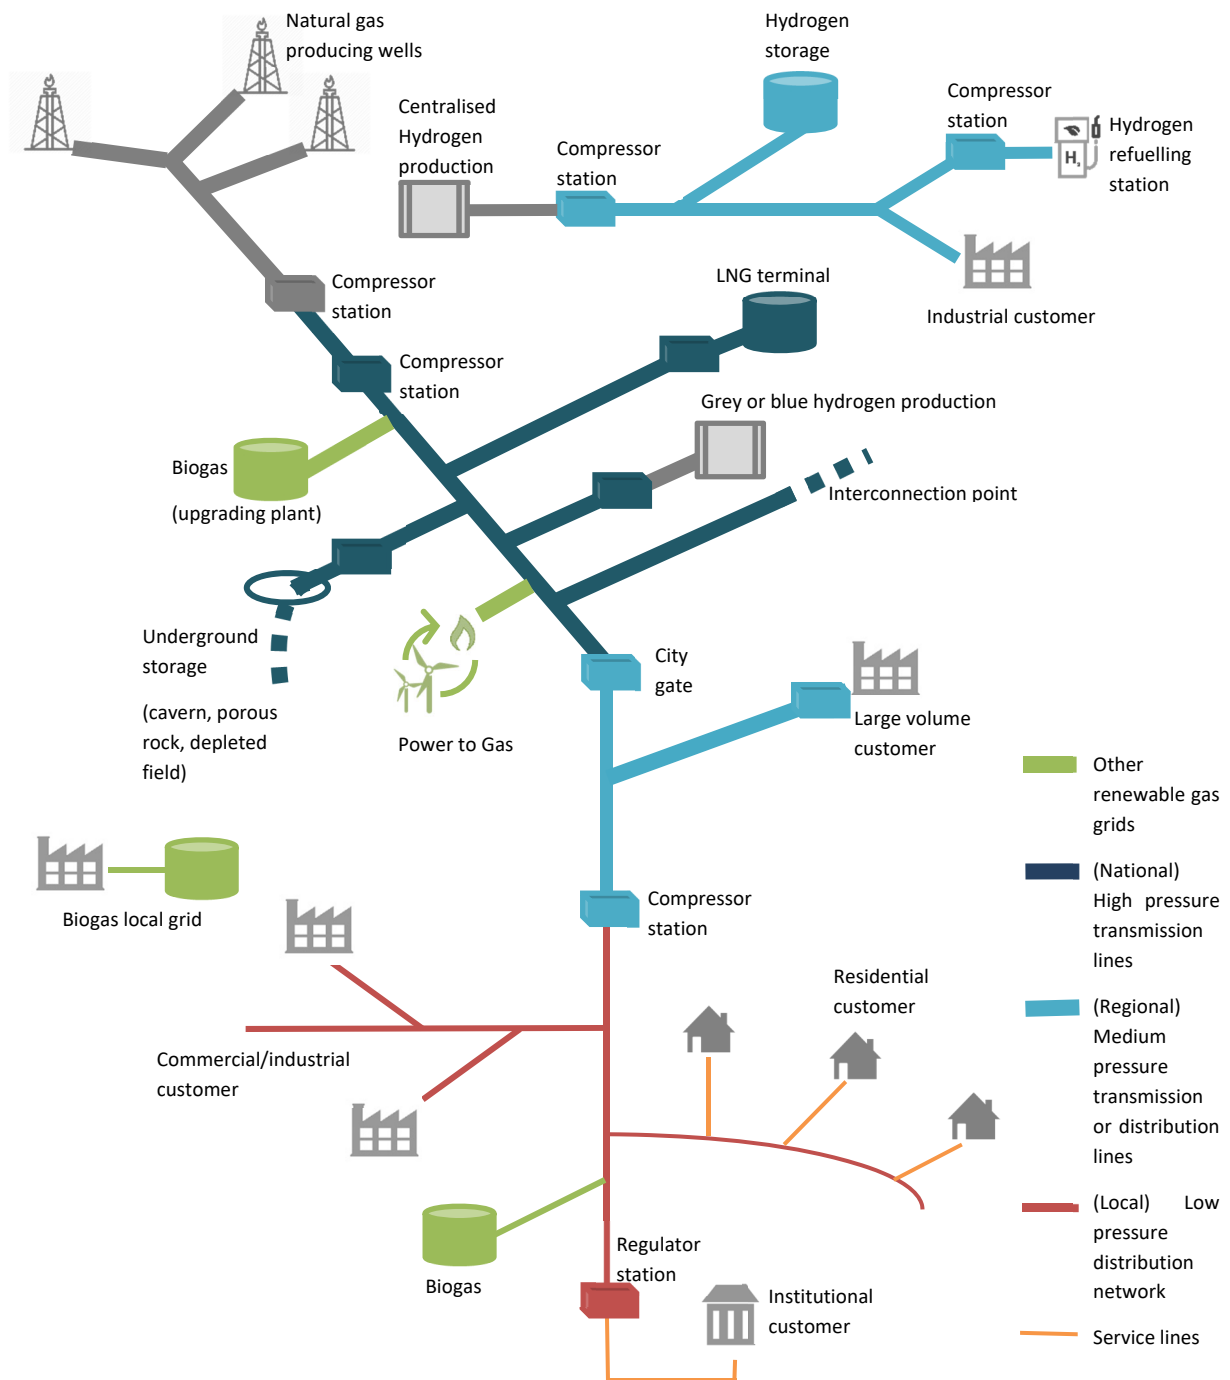 Natural gas
producing wells
Hydrogen
storage
Centralised
Hydrogen
production
Compressor
station
Compressor
station
H₂
Hydrogen
refuelling
station
Industrial customer
Compressor
station
LNG terminal
Compressor
station
Grey or blue hydrogen production
Biogas
(upgrading plant)
Interconnection point
Underground
storage
(cavern, porous
rock, depleted
field)
Power to Gas
City
gate
Large volume
customer
Biogas local grid
Compressor
station
Commercial/industrial
customer
Residential
customer
Biogas
Regulator
station
Institutional
customer
Other
renewable gas
grids
(National)
High pressure
transmission
lines
(Regional)
Medium
pressure
transmission
or distribution
lines
(Local) Low
pressure
distribution
network
Service lines